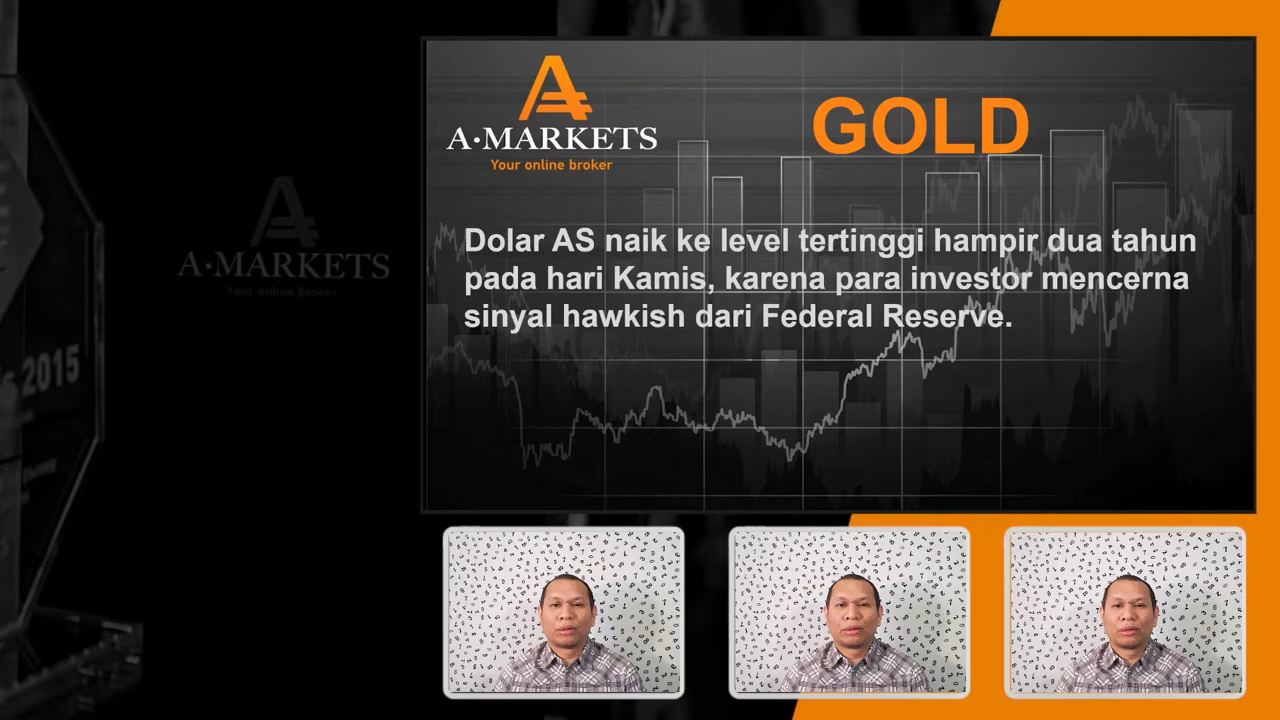 A·MARKETS
Your online broker
GOLD
Dolar AS naik ke level tertinggi hampir dua tahun
pada hari Kamis, karena para investor mencerna
sinyal hawkish dari Federal Reserve.
A·MARKETS
Your online broker
2015